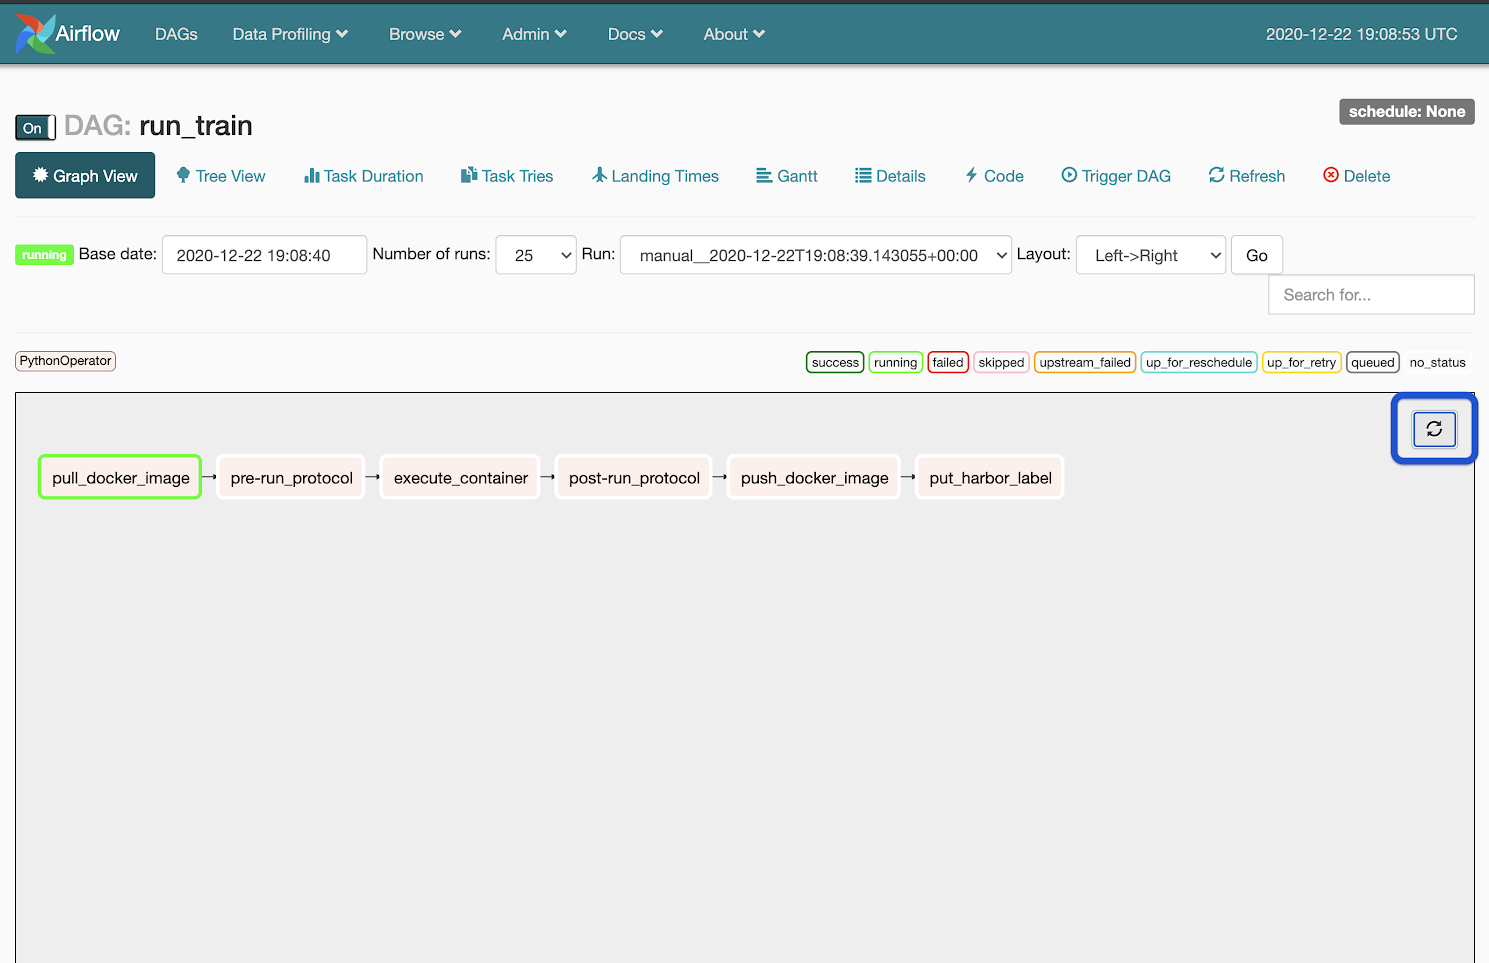 Airflow DAGs Data Profiling Browse Admin Docs About 2020-12-22 19:08:53 UTC
schedule: None
On DAG: run_train
Graph View Tree View Task Duration Task Tries Landing Times Gantt Details Code Trigger DAG Refresh Delete
running Base date: 2020-12-22 19:08:40 Number of runs: 25 Run: manual__2020-12-22T19:08:39.143055+00:00 Layout: Left->Right Go
Search for...
PythonOperator success running failed skipped upstream_failed up_for_reschedule up_for_retry queued no_status
pull_docker_image pre-run_protocol execute_container post-run_protocol push_docker_image put_harbor_label